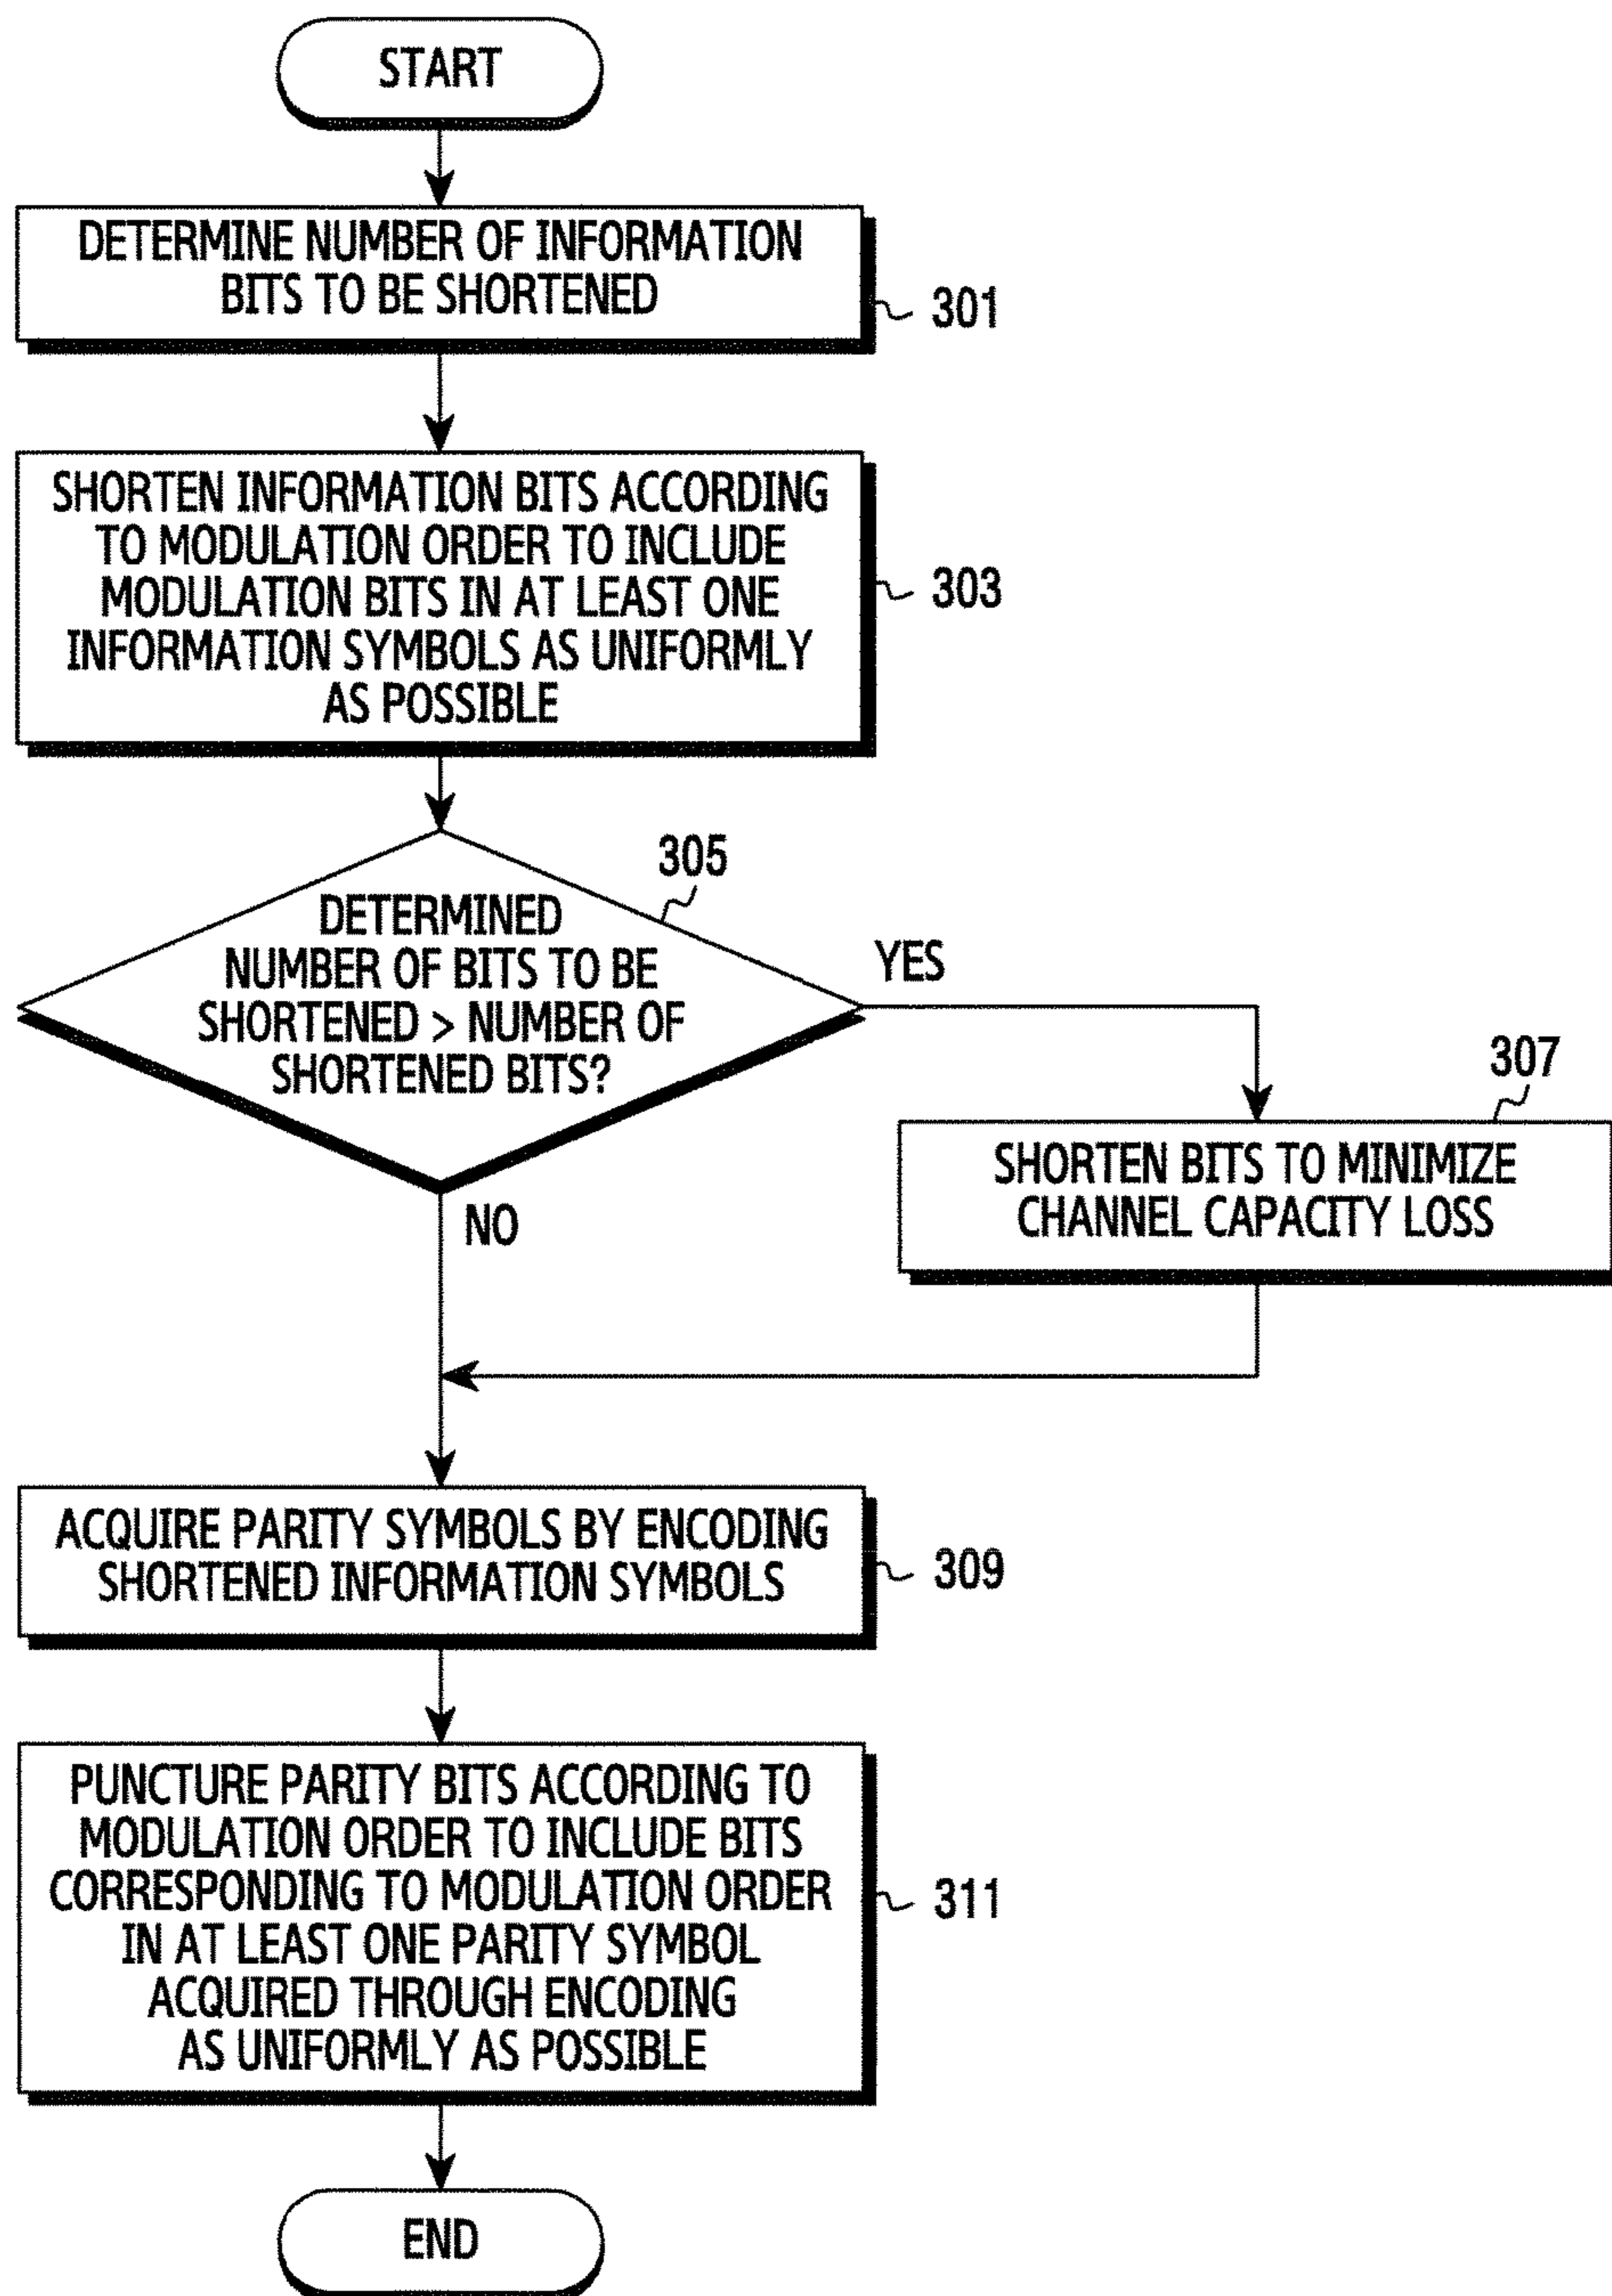 START
DETERMINE NUMBER OF INFORMATION
BITS TO BE SHORTENED
301
SHORTEN INFORMATION BITS ACCORDING
TO MODULATION ORDER TO INCLUDE
MODULATION BITS IN AT LEAST ONE
INFORMATION SYMBOLS AS UNIFORMLY
AS POSSIBLE
303
305
DETERMINED
NUMBER OF BITS TO BE
SHORTENED > NUMBER OF
SHORTENED BITS?
YES
NO
307
SHORTEN BITS TO MINIMIZE
CHANNEL CAPACITY LOSS
ACQUIRE PARITY SYMBOLS BY ENCODING
SHORTENED INFORMATION SYMBOLS
309
PUNCTURE PARITY BITS ACCORDING TO
MODULATION ORDER TO INCLUDE BITS
CORRESPONDING TO MODULATION ORDER
IN AT LEAST ONE PARITY SYMBOL
ACQUIRED THROUGH ENCODING
AS UNIFORMLY AS POSSIBLE
311
END